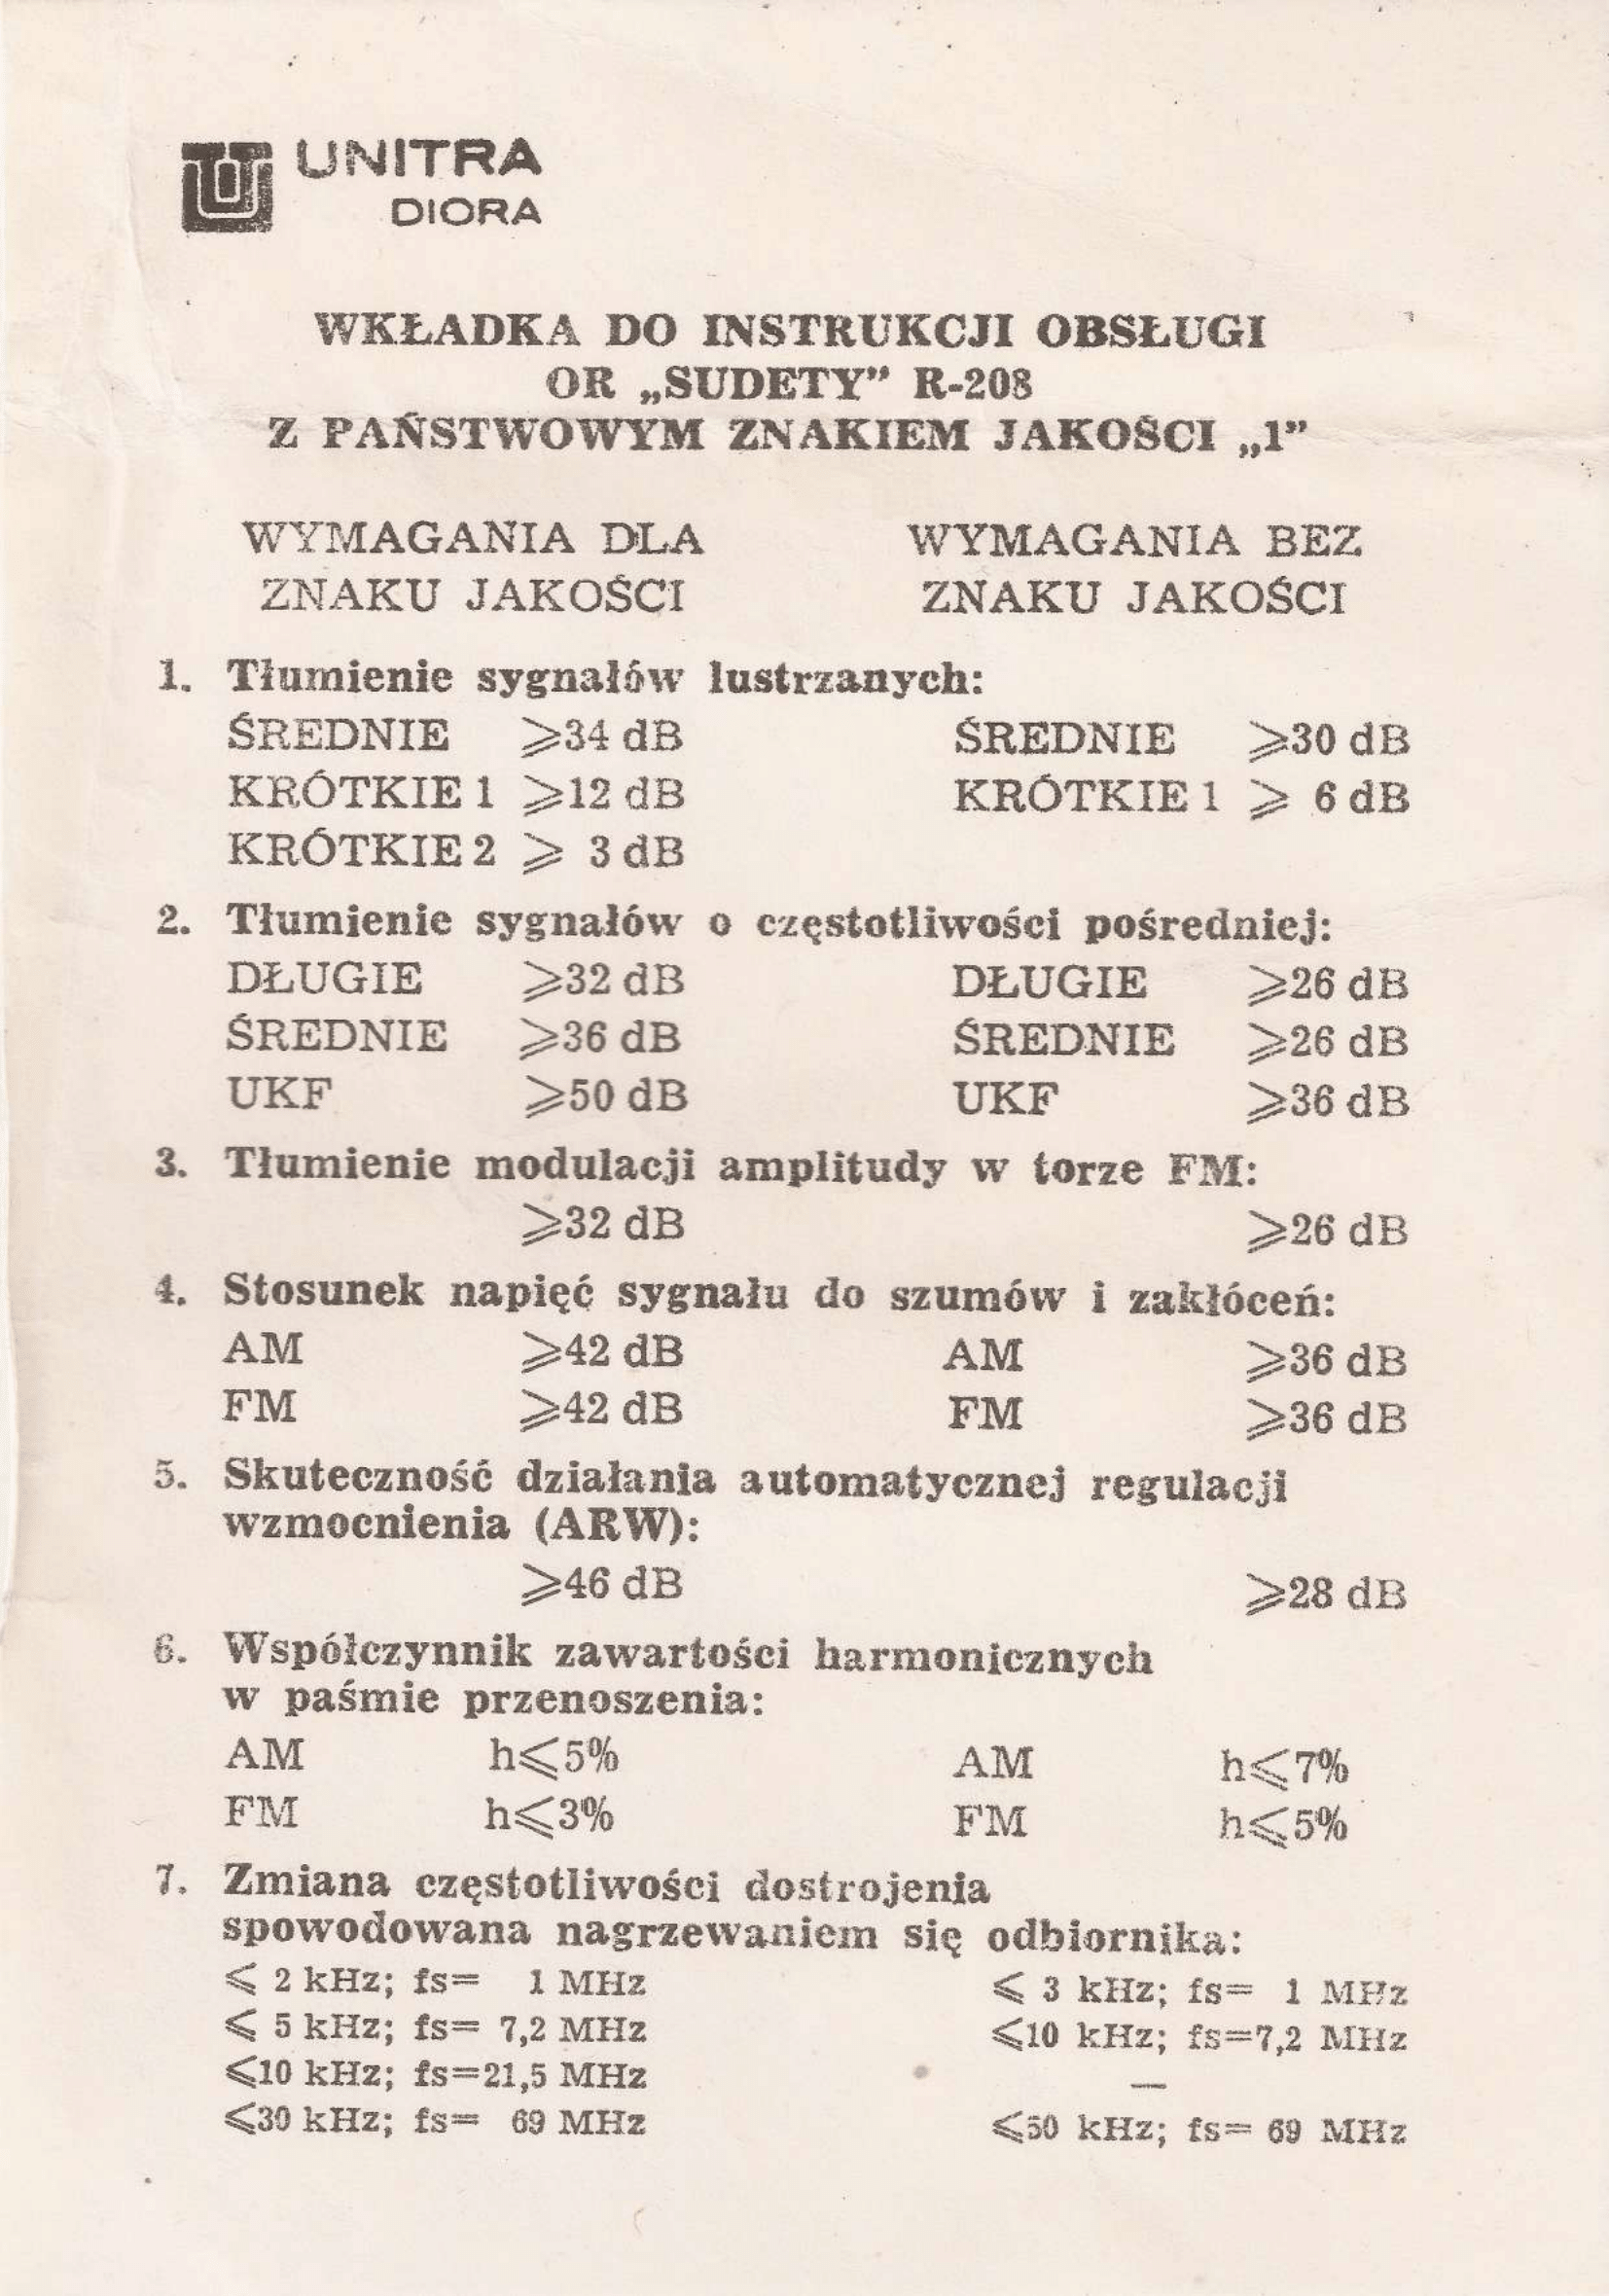 UNITRA
DIORA
WKŁADKA DO INSTRUKCJI OBSŁUGI
OR „SUDETY” R-208
Z PAŃSTWOWYM ZNAKIEM JAKOŚCI „1”
WYMAGANIA DLA WYMAGANIA BEZ
ZNAKU JAKOŚCI ZNAKU JAKOŚCI
1. Tłumienie sygnałów lustrzanych:
ŚREDNIE ⩾34 dB ŚREDNIE ⩾30 dB
KRÓTKIE 1 ⩾12 dB KRÓTKIE 1 ⩾ 6 dB
KRÓTKIE 2 ⩾ 3 dB
2. Tłumienie sygnałów o częstotliwości pośredniej:
DŁUGIE ⩾32 dB DŁUGIE ⩾26 dB
ŚREDNIE ⩾36 dB ŚREDNIE ⩾26 dB
UKF ⩾50 dB UKF ⩾36 dB
3. Tłumienie modulacji amplitudy w torze FM:
⩾32 dB ⩾26 dB
4. Stosunek napięć sygnału do szumów i zakłóceń:
AM ⩾42 dB AM ⩾36 dB
FM ⩾42 dB FM ⩾36 dB
5. Skuteczność działania automatycznej regulacji
wzmocnienia (ARW):
⩾46 dB ⩾28 dB
6. Współczynnik zawartości harmonicznych
w paśmie przenoszenia:
AM h⩽5% AM h⩽7%
FM h⩽3% FM h⩽5%
7. Zmiana częstotliwości dostrojenia
spowodowana nagrzewaniem się odbiornika:
⩽ 2 kHz; fs= 1 MHz ⩽ 3 kHz; fs= 1 MHz
⩽ 5 kHz; fs= 7,2 MHz ⩽10 kHz; fs=7,2 MHz
⩽10 kHz; fs=21,5 MHz —
⩽30 kHz; fs= 69 MHz ⩽50 kHz; fs= 69 MHz